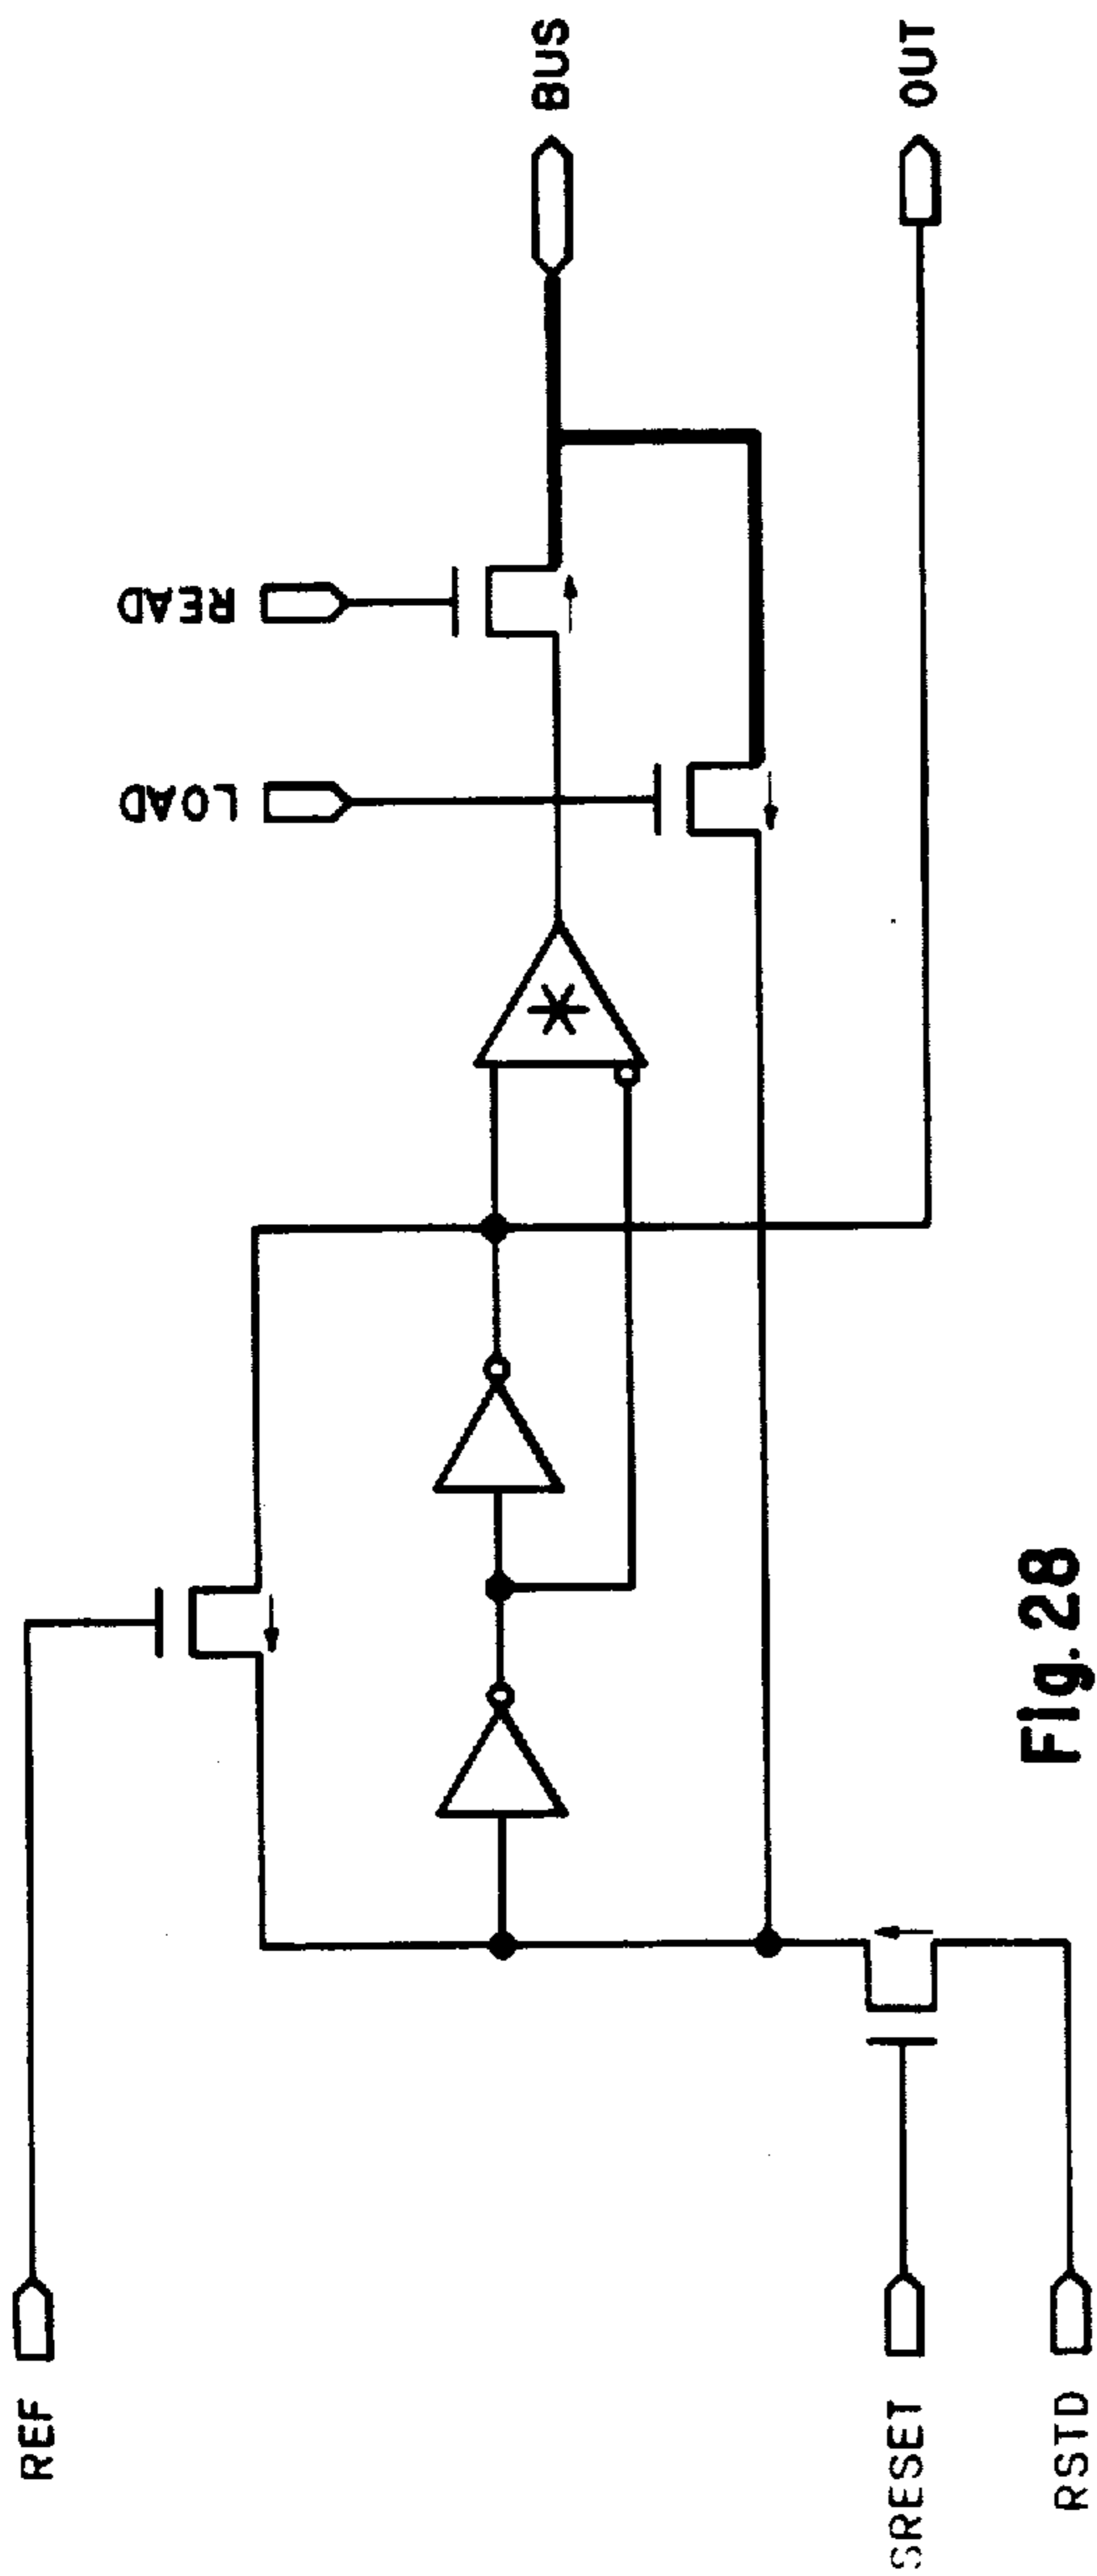 REF
READ
LOAD
BUS
OUT
SRESET
RSTD
Fig. 28